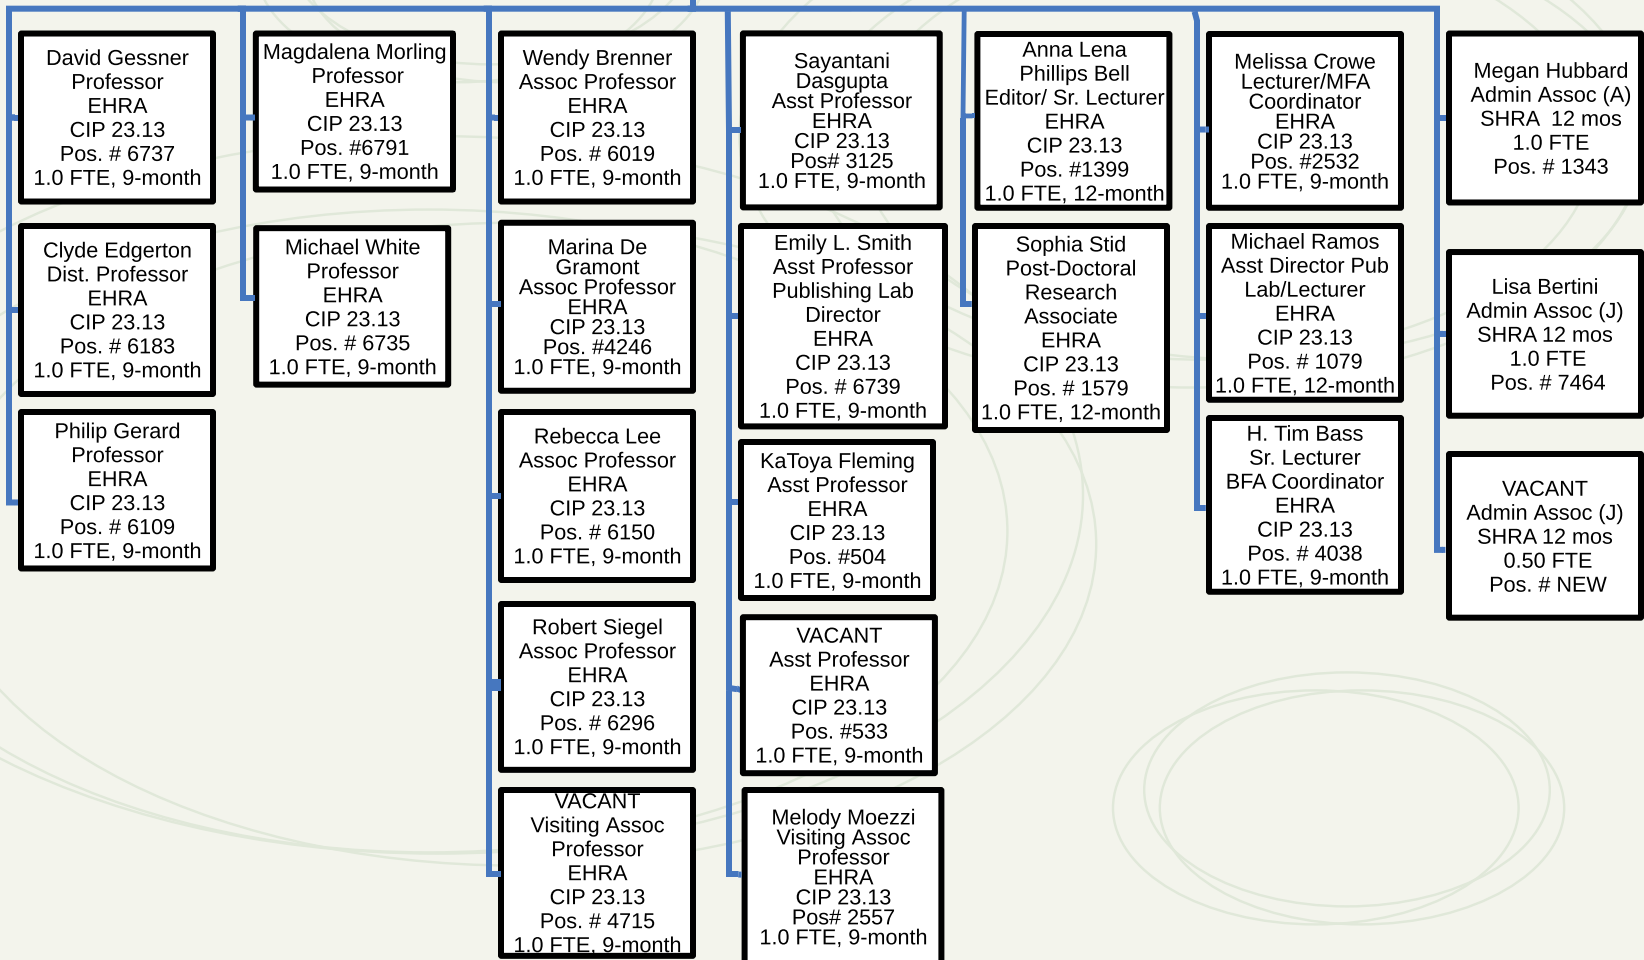 David Gessner
Professor
EHRA
CIP 23.13
Pos. # 6737
1.0 FTE, 9-month
Clyde Edgerton
Dist. Professor
EHRA
CIP 23.13
Pos. # 6183
1.0 FTE, 9-month
Philip Gerard
Professor
EHRA
CIP 23.13
Pos. # 6109
1.0 FTE, 9-month
Magdalena Morling
Professor
EHRA
CIP 23.13
Pos. #6791
1.0 FTE, 9-month
Michael White
Professor
EHRA
CIP 23.13
Pos. # 6735
1.0 FTE, 9-month
Wendy Brenner
Assoc Professor
EHRA
CIP 23.13
Pos. # 6019
1.0 FTE, 9-month
Marina De
Gramont
Assoc Professor
EHRA
CIP 23.13
Pos. #4246
1.0 FTE, 9-month
Rebecca Lee
Assoc Professor
EHRA
CIP 23.13
Pos. # 6150
1.0 FTE, 9-month
Robert Siegel
Assoc Professor
EHRA
CIP 23.13
Pos. # 6296
1.0 FTE, 9-month
VACANT
Visiting Assoc
Professor
EHRA
CIP 23.13
Pos. # 4715
1.0 FTE, 9-month
Sayantani
Dasgupta
Asst Professor
EHRA
CIP 23.13
Pos# 3125
1.0 FTE, 9-month
Emily L. Smith
Asst Professor
Publishing Lab
Director
EHRA
CIP 23.13
Pos. # 6739
1.0 FTE, 9-month
KaToya Fleming
Asst Professor
EHRA
CIP 23.13
Pos. #504
1.0 FTE, 9-month
VACANT
Asst Professor
EHRA
CIP 23.13
Pos. #533
1.0 FTE, 9-month
Melody Moezzi
Visiting Assoc
Professor
EHRA
CIP 23.13
Pos# 2557
1.0 FTE, 9-month
Anna Lena
Phillips Bell
Editor/ Sr. Lecturer
EHRA
CIP 23.13
Pos. #1399
1.0 FTE, 12-month
Sophia Stid
Post-Doctoral
Research
Associate
EHRA
CIP 23.13
Pos. # 1579
1.0 FTE, 12-month
Melissa Crowe
Lecturer/MFA
Coordinator
EHRA
CIP 23.13
Pos. #2532
1.0 FTE, 9-month
Michael Ramos
Asst Director Pub
Lab/Lecturer
EHRA
CIP 23.13
Pos. # 1079
1.0 FTE, 12-month
H. Tim Bass
Sr. Lecturer
BFA Coordinator
EHRA
CIP 23.13
Pos. # 4038
1.0 FTE, 9-month
Megan Hubbard
Admin Assoc (A)
SHRA 12 mos
1.0 FTE
Pos. # 1343
Lisa Bertini
Admin Assoc (J)
SHRA 12 mos
1.0 FTE
Pos. # 7464
VACANT
Admin Assoc (J)
SHRA 12 mos
0.50 FTE
Pos. # NEW